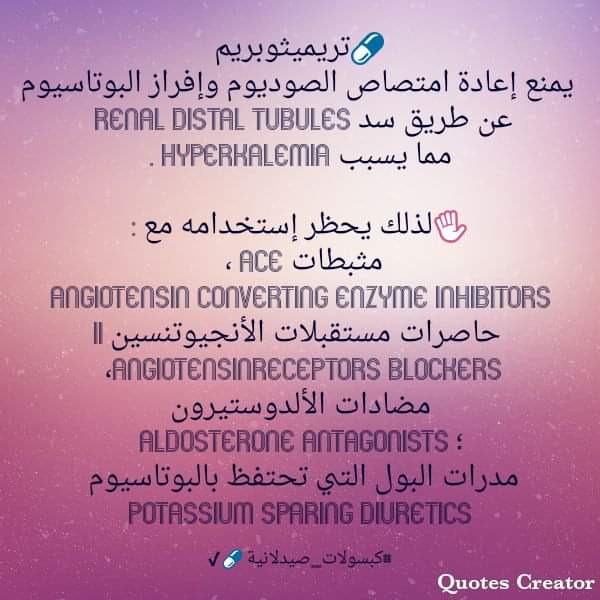 💊تريميثوبريم
يمنع إعادة امتصاص الصوديوم وإفراز البوتاسيوم
عن طريق سد RENAL DISTAL TUBULES
مما يسبب HYPERKALEMIA .
✋لذلك يحظر إستخدامه مع :
مثبطات ACE ،
ANGIOTENSIN CONVERTING ENZYME INHIBITORS
حاصرات مستقبلات الأنجيوتنسين II
ANGIOTENSINRECEPTORS BLOCKERS،
مضادات الألدوستيرون
ALDOSTERONE ANTAGONISTS ؛
مدرات البول التي تحتفظ بالبوتاسيوم
POTASSIUM SPARING DIURETICS
#كبسولات_صيدلانية 💊✔
Quotes Creator